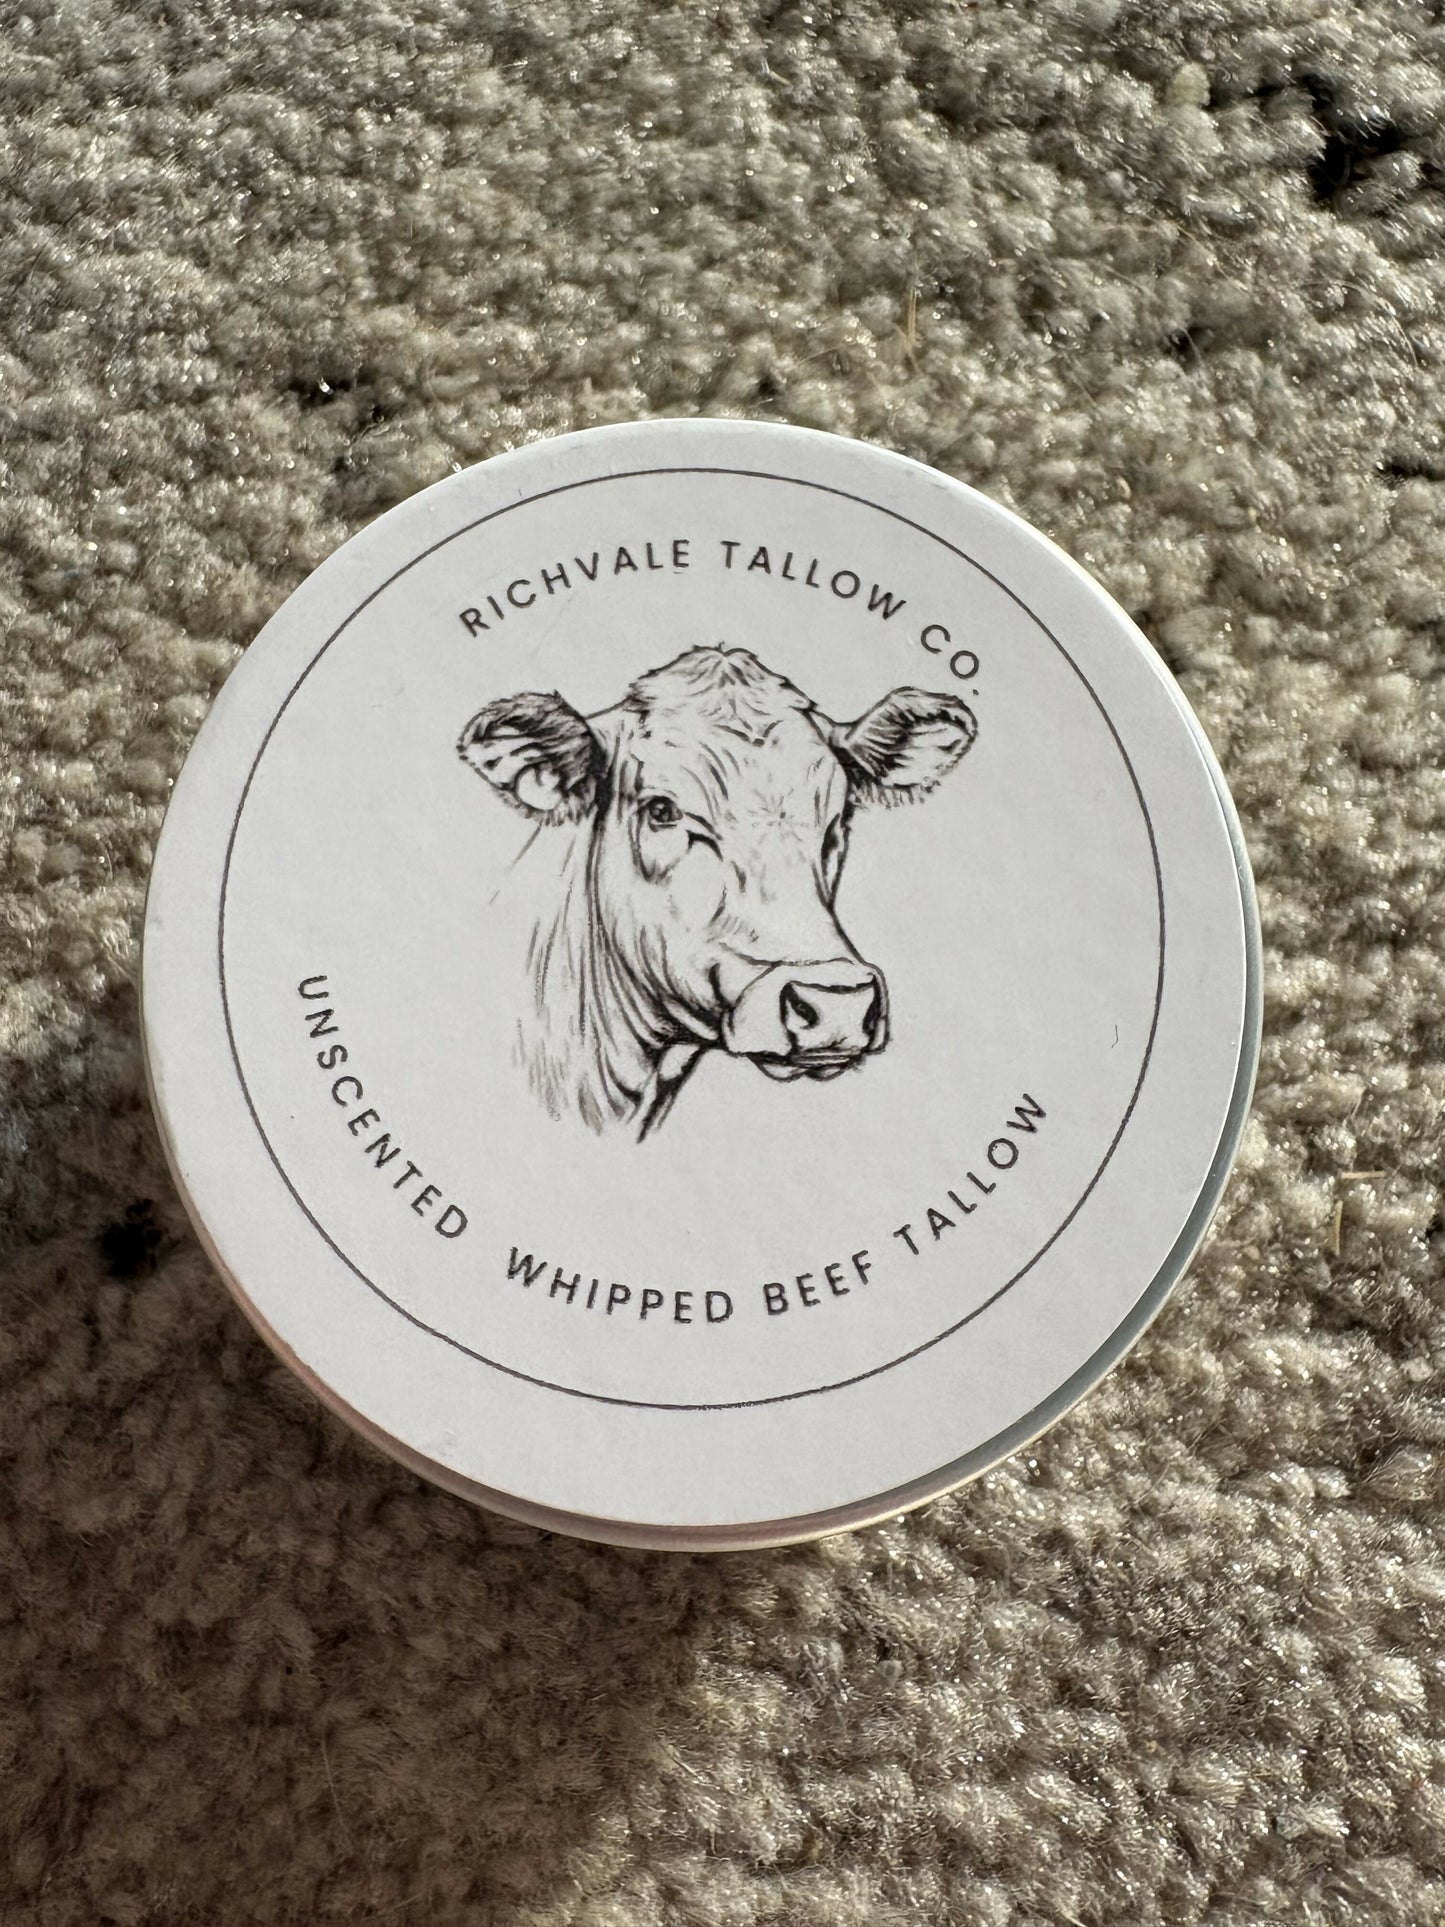 RICHVALE TALLOW CO.
UNSCENTED WHIPPED BEEF TALLOW